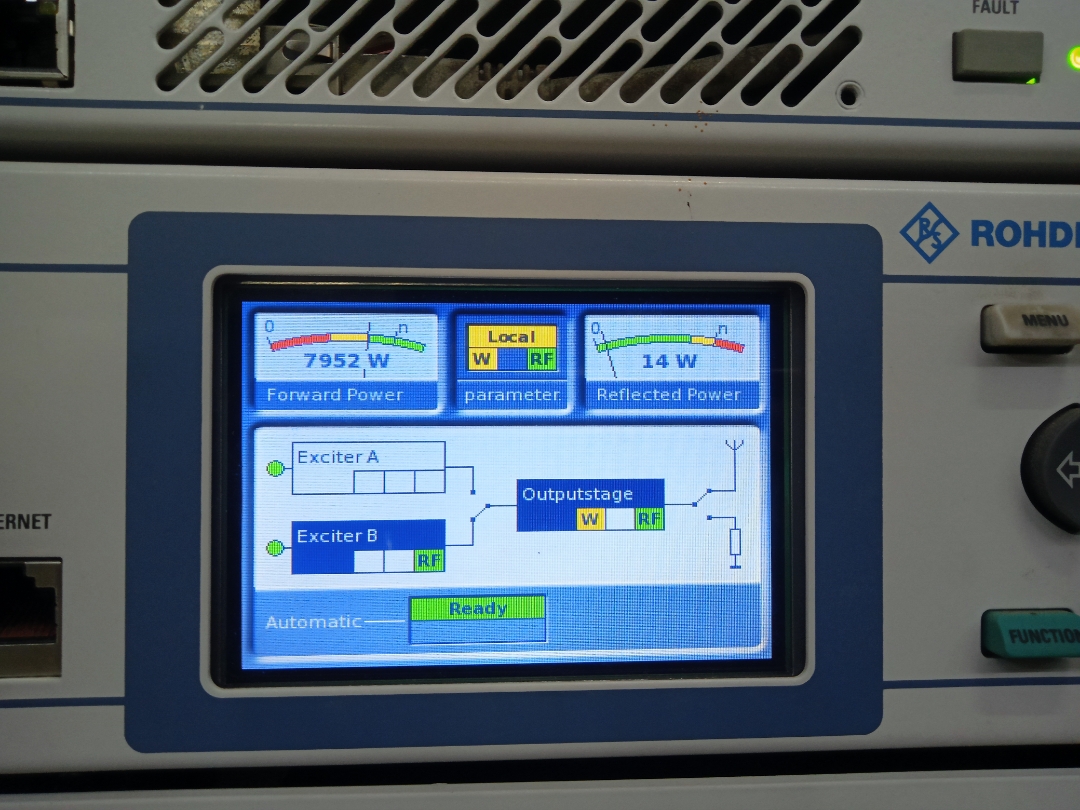 FAULT
ROHD
MENU
0 n
7952 W
Forward Power
Local
W RF
parameter
0 n
14 W
Reflected Power
Exciter A
Exciter B
RF
Outputstage
W RF
ERNET
Automatic
Ready
FUNCTION